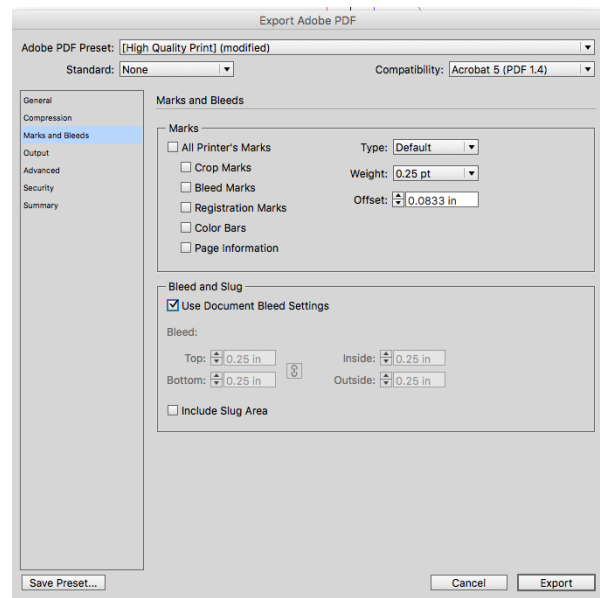 Export Adobe PDF
Adobe PDF Preset: [High Quality Print] (modified)
Standard: None Compatibility: Acrobat 5 (PDF 1.4)
General
Compression
Marks and Bleeds
Output
Advanced
Security
Summary
Marks and Bleeds
Marks
All Printer's Marks Type: Default
Crop Marks Weight: 0.25 pt
Bleed Marks Offset: 0.0833 in
Registration Marks
Color Bars
Page Information
Bleed and Slug
Use Document Bleed Settings
Bleed:
Top: 0.25 in Inside: 0.25 in
Bottom: 0.25 in Outside: 0.25 in
Include Slug Area
Save Preset... Cancel Export